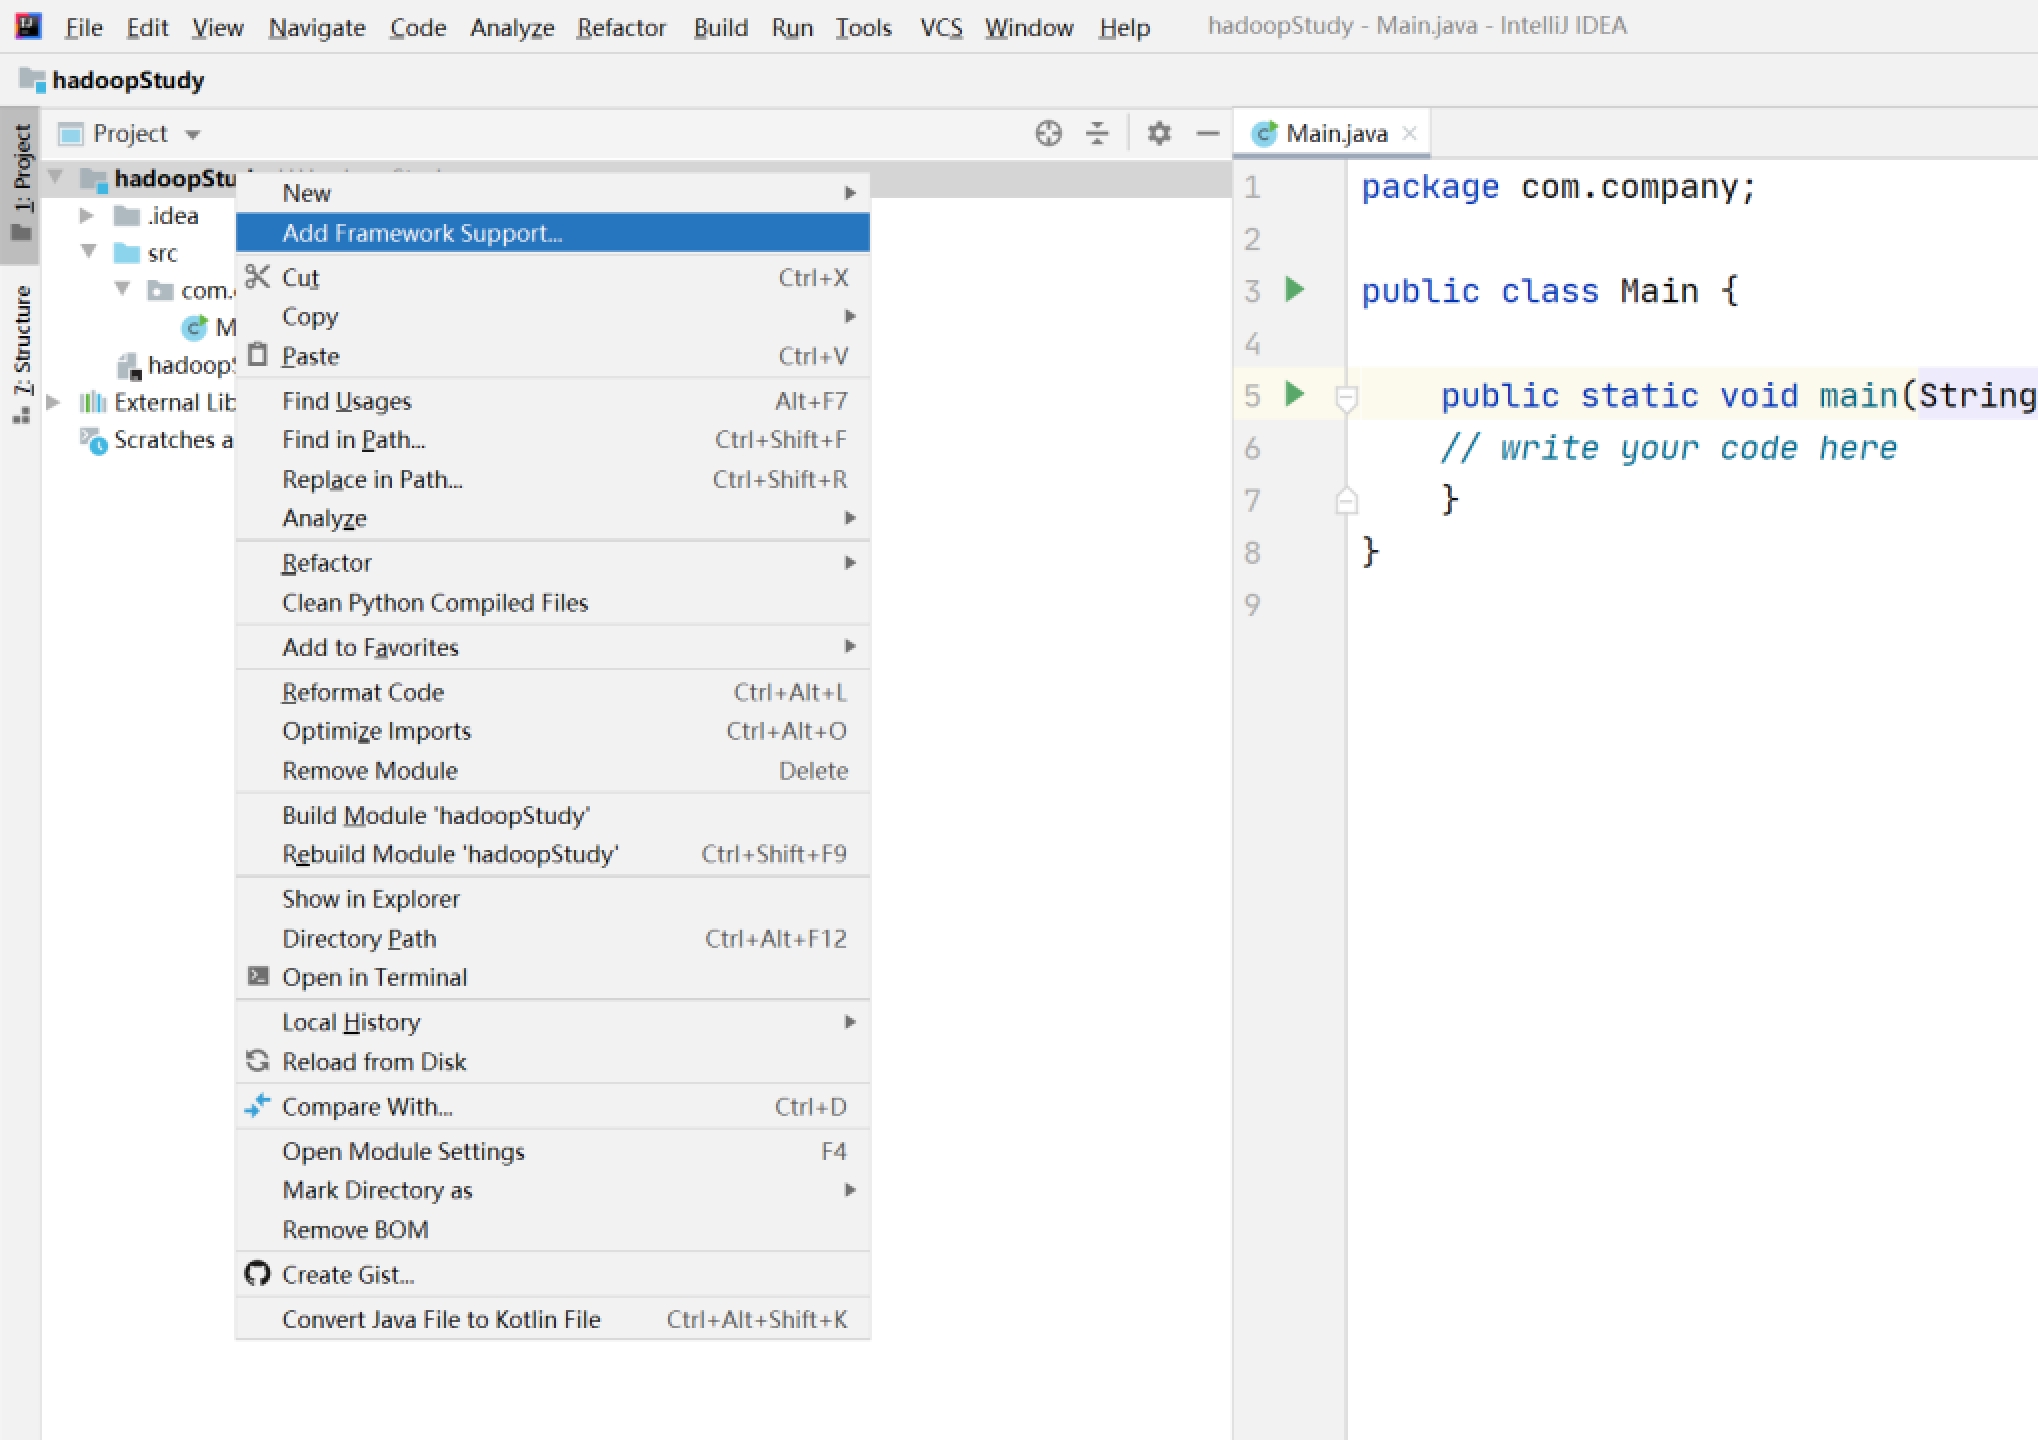 File Edit View Navigate Code Analyze Refactor Build Run Tools VCS Window Help hadoopStudy - Main.java - IntelliJ IDEA
hadoopStudy
1: Project
7: Structure
Project
hadoopStu
.idea
src
com.
M
hadoop
External Lib
Scratches a
New
Add Framework Support...
Cut Ctrl+X
Copy
Paste Ctrl+V
Find Usages Alt+F7
Find in Path... Ctrl+Shift+F
Replace in Path... Ctrl+Shift+R
Analyze
Refactor
Clean Python Compiled Files
Add to Favorites
Reformat Code Ctrl+Alt+L
Optimize Imports Ctrl+Alt+O
Remove Module Delete
Build Module 'hadoopStudy'
Rebuild Module 'hadoopStudy' Ctrl+Shift+F9
Show in Explorer
Directory Path Ctrl+Alt+F12
Open in Terminal
Local History
Reload from Disk
Compare With... Ctrl+D
Open Module Settings F4
Mark Directory as
Remove BOM
Create Gist...
Convert Java File to Kotlin File Ctrl+Alt+Shift+K
Main.java
1 package com.company;
2
3 public class Main {
4
5 public static void main(String
6 // write your code here
7 }
8 }
9